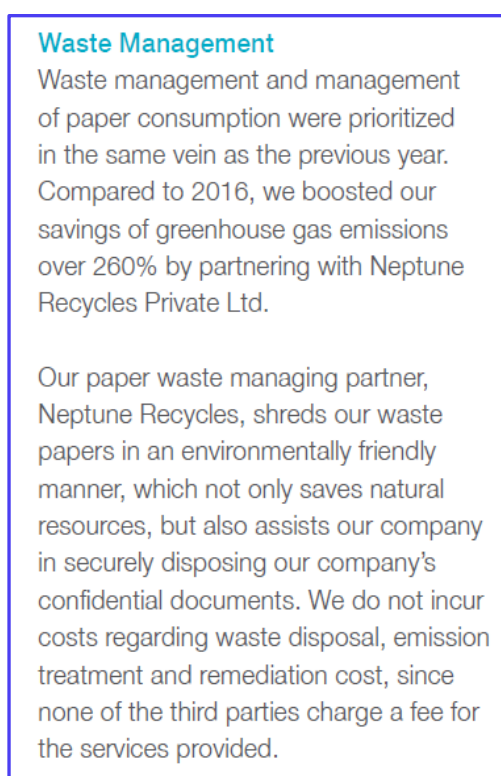 Waste Management
Waste management and management
of paper consumption were prioritized
in the same vein as the previous year.
Compared to 2016, we boosted our
savings of greenhouse gas emissions
over 260% by partnering with Neptune
Recycles Private Ltd.
Our paper waste managing partner,
Neptune Recycles, shreds our waste
papers in an environmentally friendly
manner, which not only saves natural
resources, but also assists our company
in securely disposing our company’s
confidential documents. We do not incur
costs regarding waste disposal, emission
treatment and remediation cost, since
none of the third parties charge a fee for
the services provided.